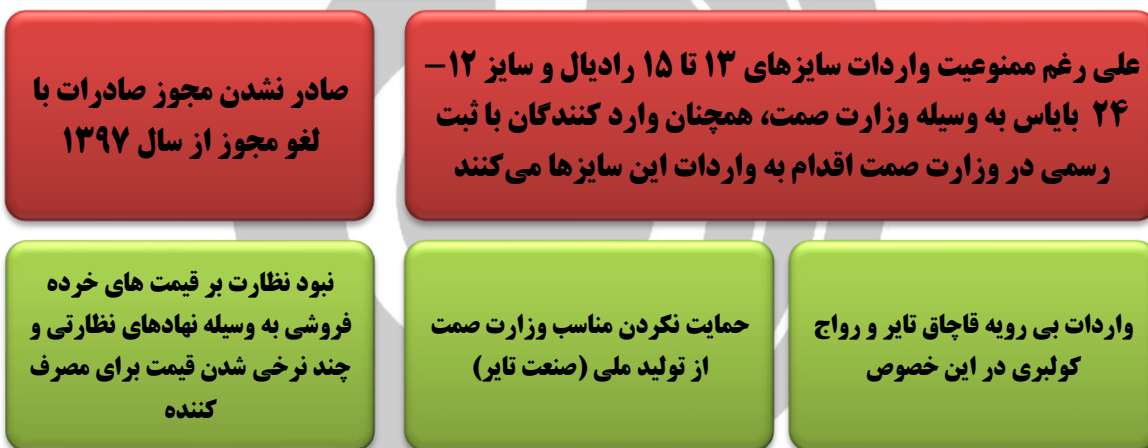 علی رغم ممنوعیت واردات سایزهای ۱۳ تا ۱۵ رادیال و سایز ۱۲–
۲۴ بایاس به وسیله وزارت صمت، همچنان وارد کنندگان با ثبت
رسمی در وزارت صمت اقدام به واردات این سایزها می‌کنند
صادر نشدن مجوز صادرات با
لغو مجوز از سال ۱۳۹۷
واردات بی رویه قاچاق تایر و رواج
کولبری در این خصوص
حمایت نکردن مناسب وزارت صمت
از تولید ملی (صنعت تایر)
نبود نظارت بر قیمت های خرده
فروشی به وسیله نهادهای نظارتی و
چند نرخی شدن قیمت برای مصرف
کننده